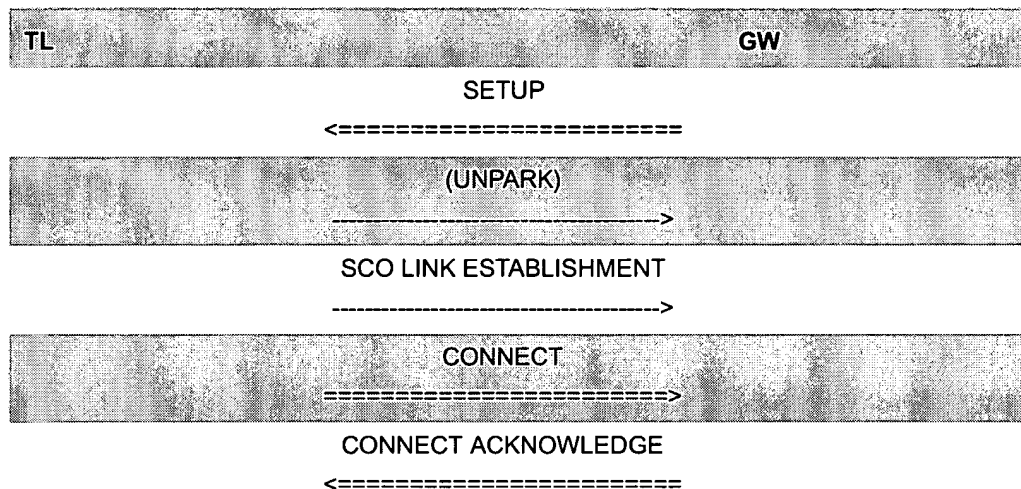 TL GW
SETUP
<=========================
(UNPARK)
------------------------------------->
SCO LINK ESTABLISHMENT
------------------------------------->
CONNECT
=========================>
CONNECT ACKNOWLEDGE
<=========================